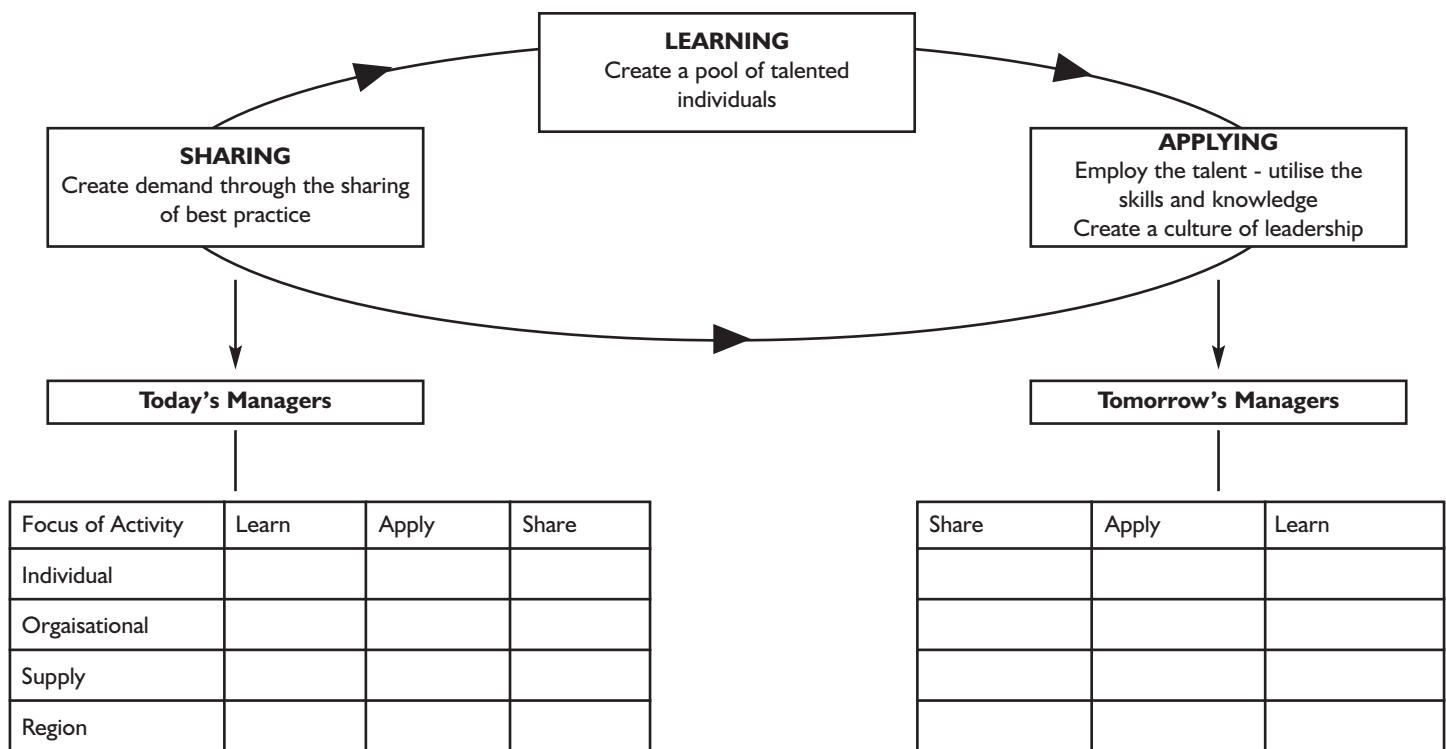 LEARNING
Create a pool of talented
individuals
SHARING
Create demand through the sharing
of best practice
APPLYING
Employ the talent - utilise the
skills and knowledge
Create a culture of leadership
Today's Managers
Tomorrow's Managers
Focus of Activity Learn Apply Share
Individual
Orgaisational
Supply
Region
Share Apply Learn